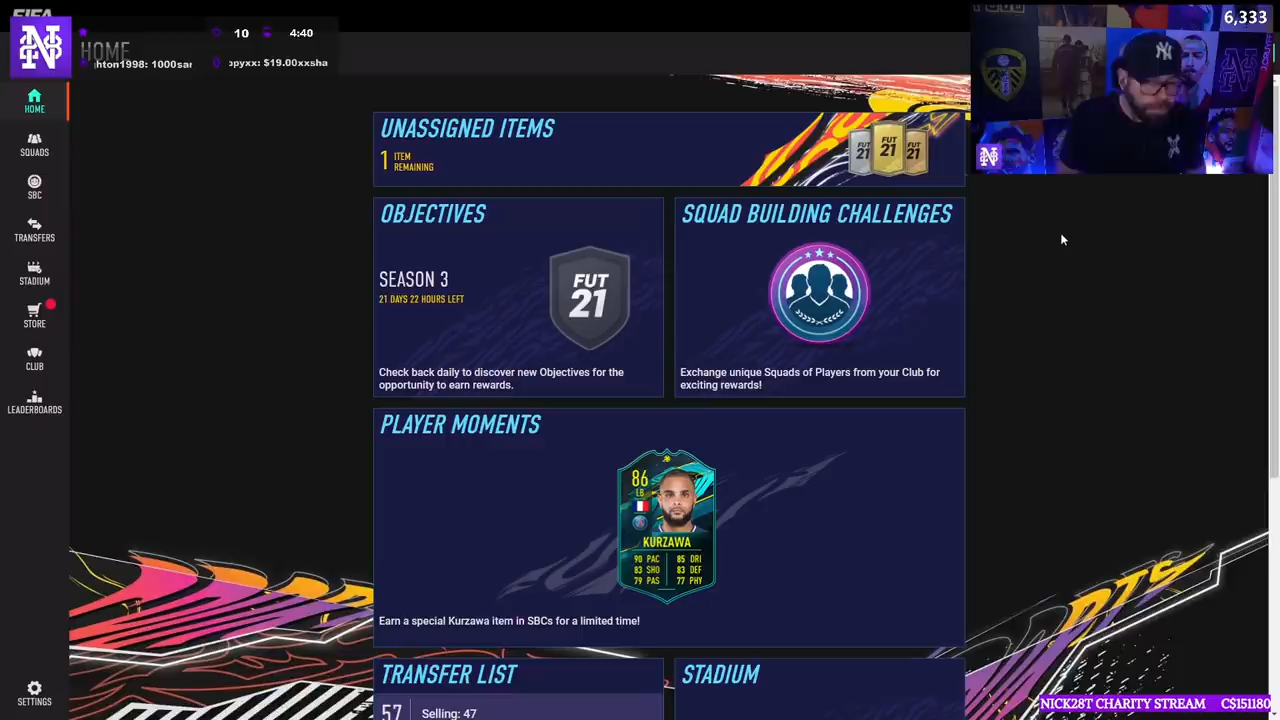 FIFA
10
4:40
HOME
hton1998: 1000sar
opyxx: $19.00xxsha
6,333
HOME
SQUADS
SBC
TRANSFERS
STADIUM
STORE
CLUB
LEADERBOARDS
SETTINGS
UNASSIGNED ITEMS
1 ITEM
REMAINING
FUT
21
FUT
21
FUT
21
OBJECTIVES
SEASON 3
21 DAYS 22 HOURS LEFT
FUT
21
Check back daily to discover new Objectives for the
opportunity to earn rewards.
SQUAD BUILDING CHALLENGES
Exchange unique Squads of Players from your Club for
exciting rewards!
PLAYER MOMENTS
86
LB
KURZAWA
90 PAC 85 DRI
83 SHO 83 DEF
79 PAS 77 PHY
Earn a special Kurzawa item in SBCs for a limited time!
TRANSFER LIST
57 Selling: 47
STADIUM
NICK28T CHARITY STREAM C$151180